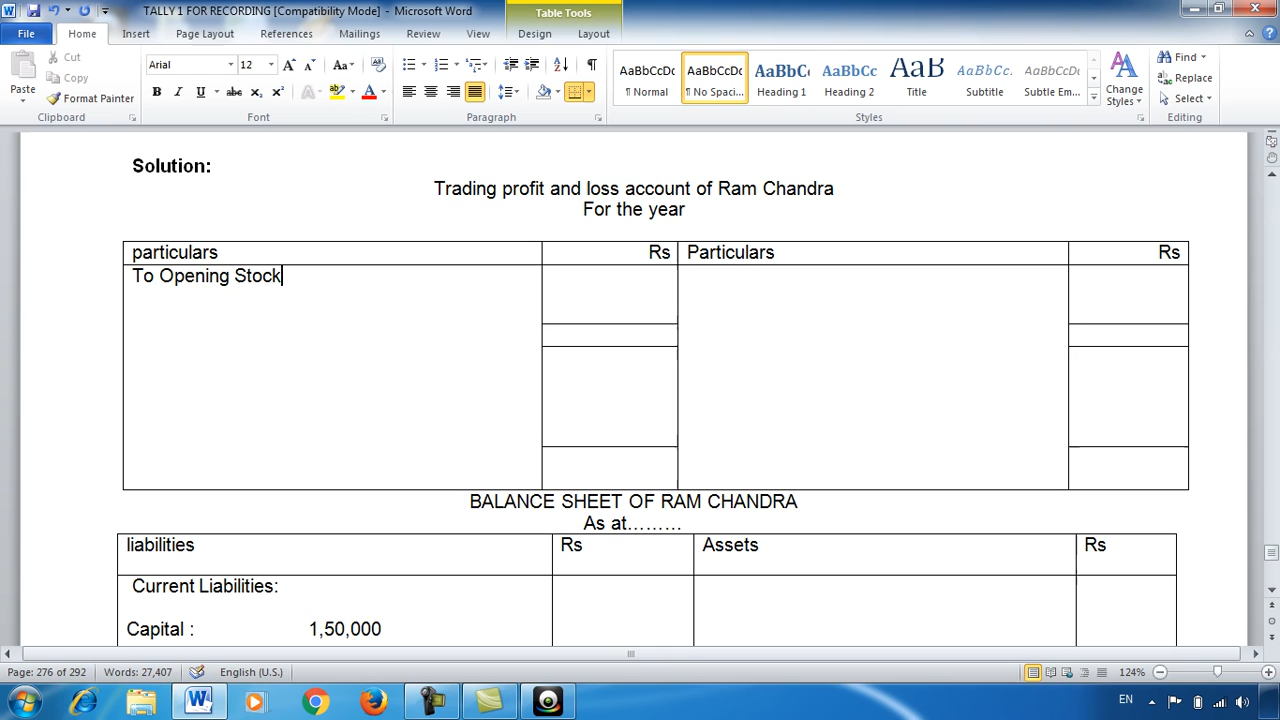 TALLY 1 FOR RECORDING [Compatibility Mode] - Microsoft Word
Table Tools
File Home Insert Page Layout References Mailings Review View Design Layout
Paste
Cut
Copy
Format Painter
Clipboard
Arial 12
Font
Paragraph
AaBbCcDc AaBbCcDc AaBbCc AaBbCc AaB AaBbCc. AaBbCcDc
¶ Normal ¶ No Spaci... Heading 1 Heading 2 Title Subtitle Subtle Em...
Change Styles
Styles
Find
Replace
Select
Editing
Solution:
Trading profit and loss account of Ram Chandra
For the year
particulars Rs Particulars Rs
To Opening Stock
BALANCE SHEET OF RAM CHANDRA
As at………
liabilities Rs Assets Rs
Current Liabilities:
Capital : 1,50,000
Page: 276 of 292 Words: 27,407 English (U.S.) 124%
EN